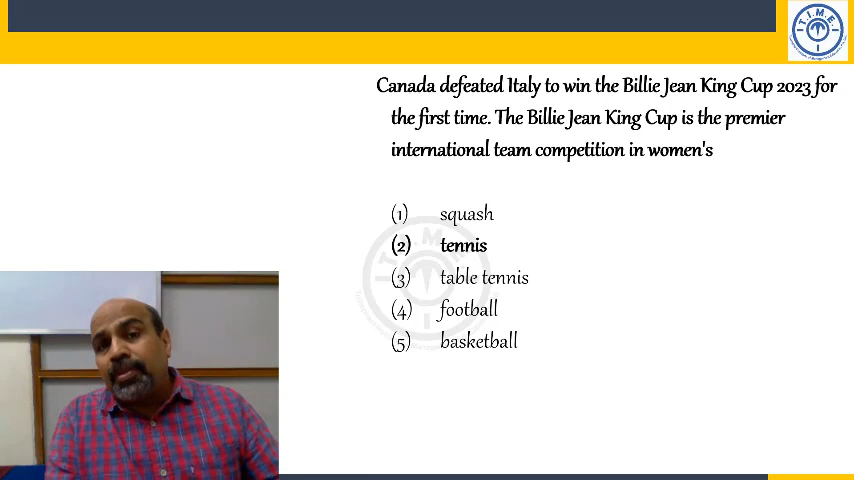 T.I.M.E.
Canada defeated Italy to win the Billie Jean King Cup 2023 for
the first time. The Billie Jean King Cup is the premier
international team competition in women's
(1) squash
(2) tennis
(3) table tennis
(4) football
(5) basketball